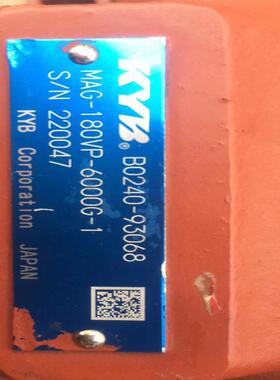 KYB® B0240-93068
MAG-180VP-6000G-1
S/N 220047
KYB Corporation JAPAN